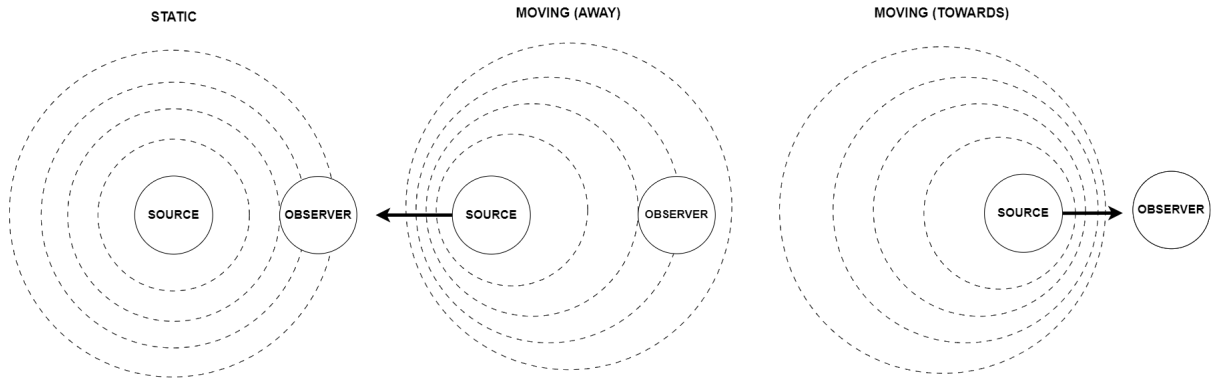 STATIC
MOVING (AWAY)
MOVING (TOWARDS)
SOURCE
OBSERVER
SOURCE
OBSERVER
SOURCE
OBSERVER